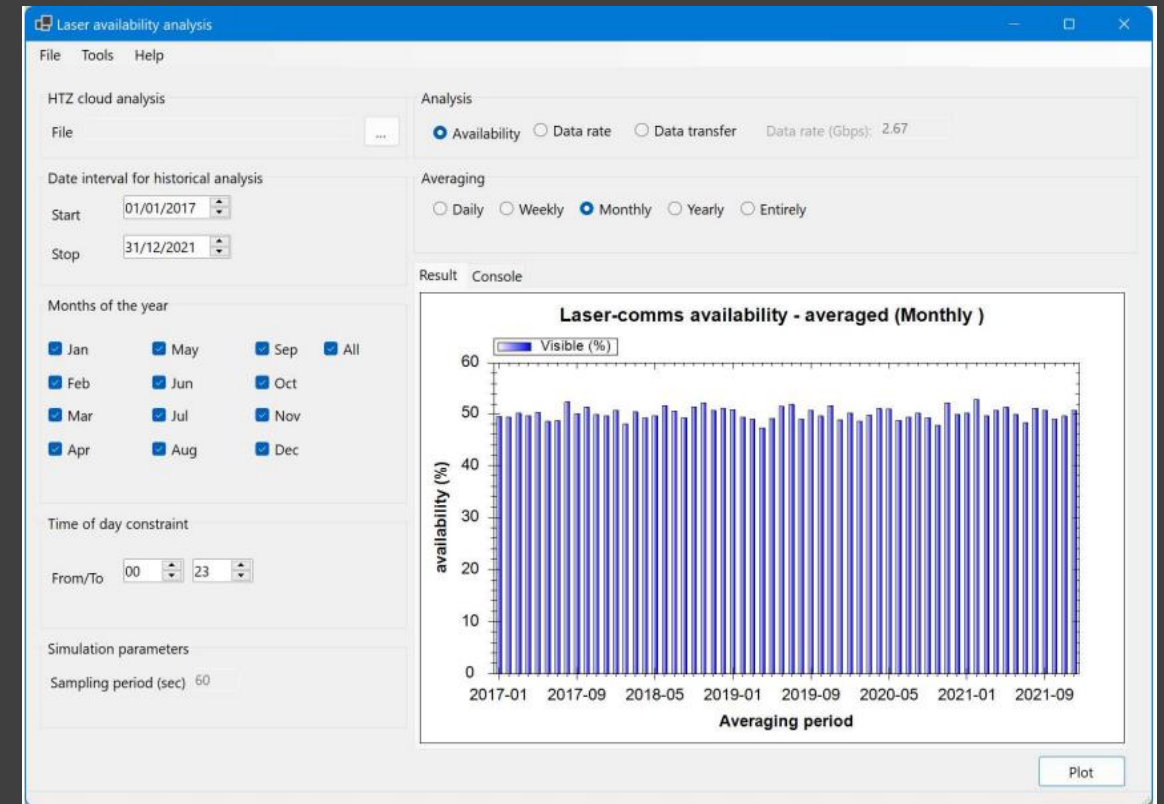 Laser availability analysis
File Tools Help
HTZ cloud analysis
File ...
Analysis
Availability Data rate Data transfer Data rate (Gbps): 2.67
Date interval for historical analysis
Start 01/01/2017
Stop 31/12/2021
Averaging
Daily Weekly Monthly Yearly Entirely
Months of the year
Jan May Sep All
Feb Jun Oct
Mar Jul Nov
Apr Aug Dec
Time of day constraint
From/To 00 23
Simulation parameters
Sampling period (sec) 60
Result Console
Laser-comms availability - averaged (Monthly )
Visible (%)
availability (%)
60
50
40
30
20
10
0
2017-01 2017-09 2018-05 2019-01 2019-09 2020-05 2021-01 2021-09
Averaging period
Plot